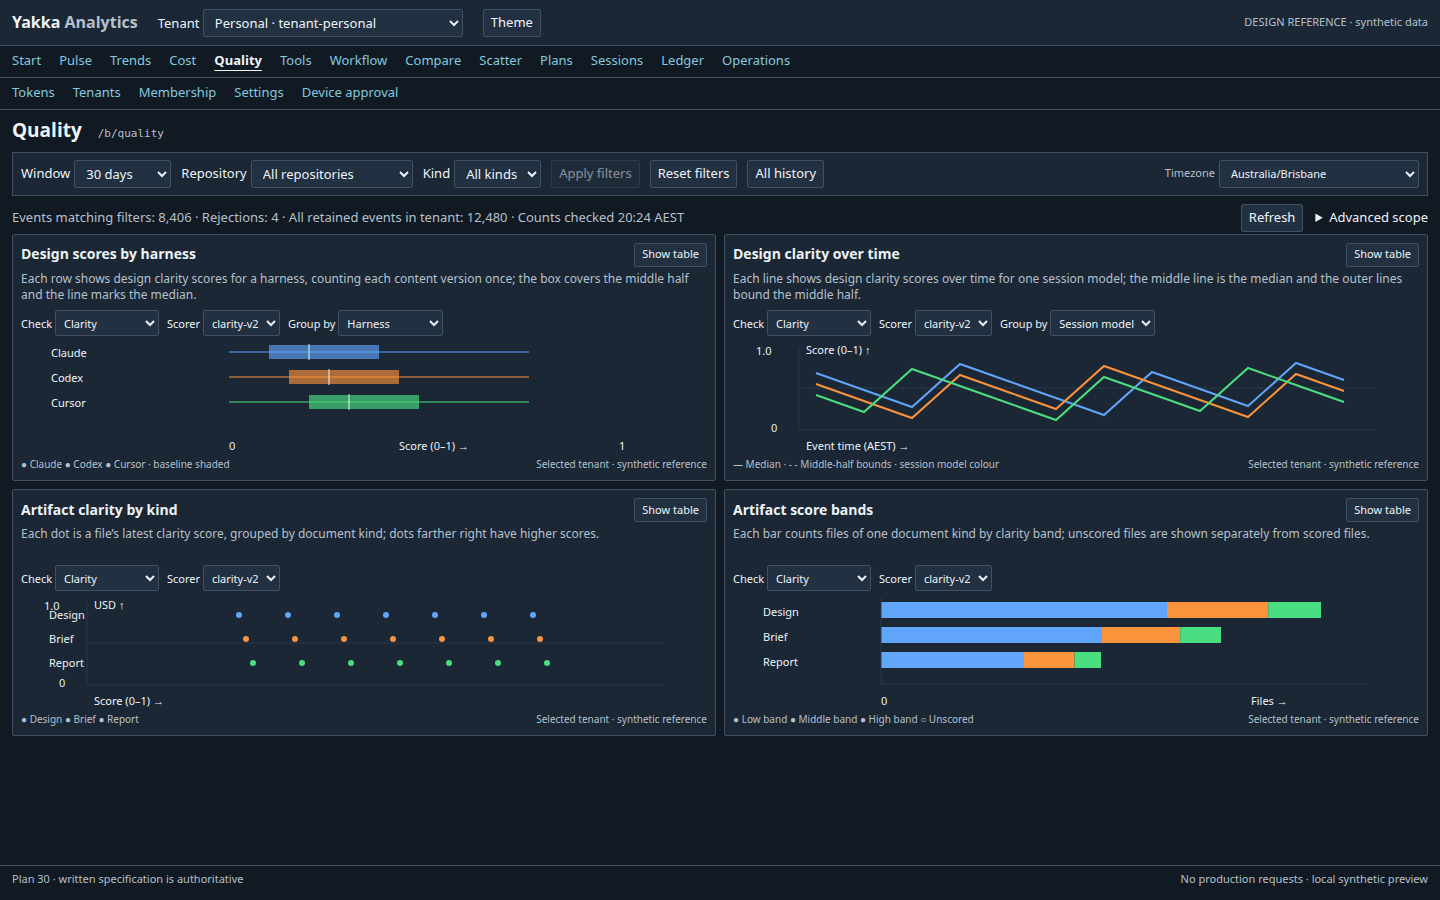 Yakka Analytics Tenant Personal · tenant-personal Theme DESIGN REFERENCE · synthetic data
Start Pulse Trends Cost Quality Tools Workflow Compare Scatter Plans Sessions Ledger Operations
Tokens Tenants Membership Settings Device approval
Quality /b/quality
Window 30 days Repository All repositories Kind All kinds Apply filters Reset filters All history Timezone Australia/Brisbane
Events matching filters: 8,406 · Rejections: 4 · All retained events in tenant: 12,480 · Counts checked 20:24 AEST Refresh ▶ Advanced scope
Design scores by harness Show table
Each row shows design clarity scores for a harness, counting each content version once; the box covers the middle half
and the line marks the median.
Check Clarity Scorer clarity-v2 Group by Harness
Claude
Codex
Cursor
0 Score (0–1) → 1
● Claude ● Codex ● Cursor · baseline shaded Selected tenant · synthetic reference
Design clarity over time Show table
Each line shows design clarity scores over time for one session model; the middle line is the median and the outer lines
bound the middle half.
Check Clarity Scorer clarity-v2 Group by Session model
1.0 Score (0–1) ↑
0
Event time (AEST) →
— Median · - - Middle-half bounds · session model colour Selected tenant · synthetic reference
Artifact clarity by kind Show table
Each dot is a file’s latest clarity score, grouped by document kind; dots farther right have higher scores.
Check Clarity Scorer clarity-v2
1.0 USD ↑
Design
Brief
Report
0
Score (0–1) →
● Design ● Brief ● Report Selected tenant · synthetic reference
Artifact score bands Show table
Each bar counts files of one document kind by clarity band; unscored files are shown separately from scored files.
Check Clarity Scorer clarity-v2
Design
Brief
Report
0 Files →
● Low band ● Middle band ● High band ○ Unscored Selected tenant · synthetic reference
Plan 30 · written specification is authoritative No production requests · local synthetic preview